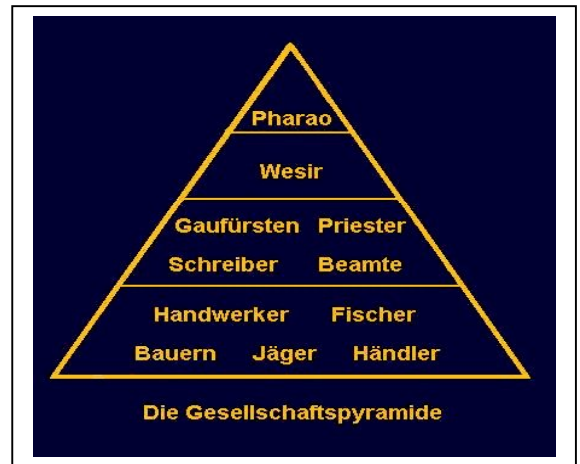 Pharao
Wesir
Gaufürsten Priester
Schreiber Beamte
Handwerker Fischer
Bauern Jäger Händler
Die Gesellschaftspyramide